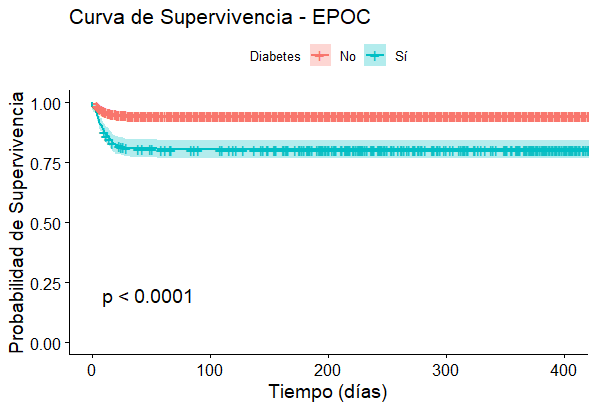 Curva de Supervivencia - EPOC
Diabetes No Sí
Probabilidad de Supervivencia
1.00
0.75
0.50
0.25
0.00
p < 0.0001
0 100 200 300 400
Tiempo (días)